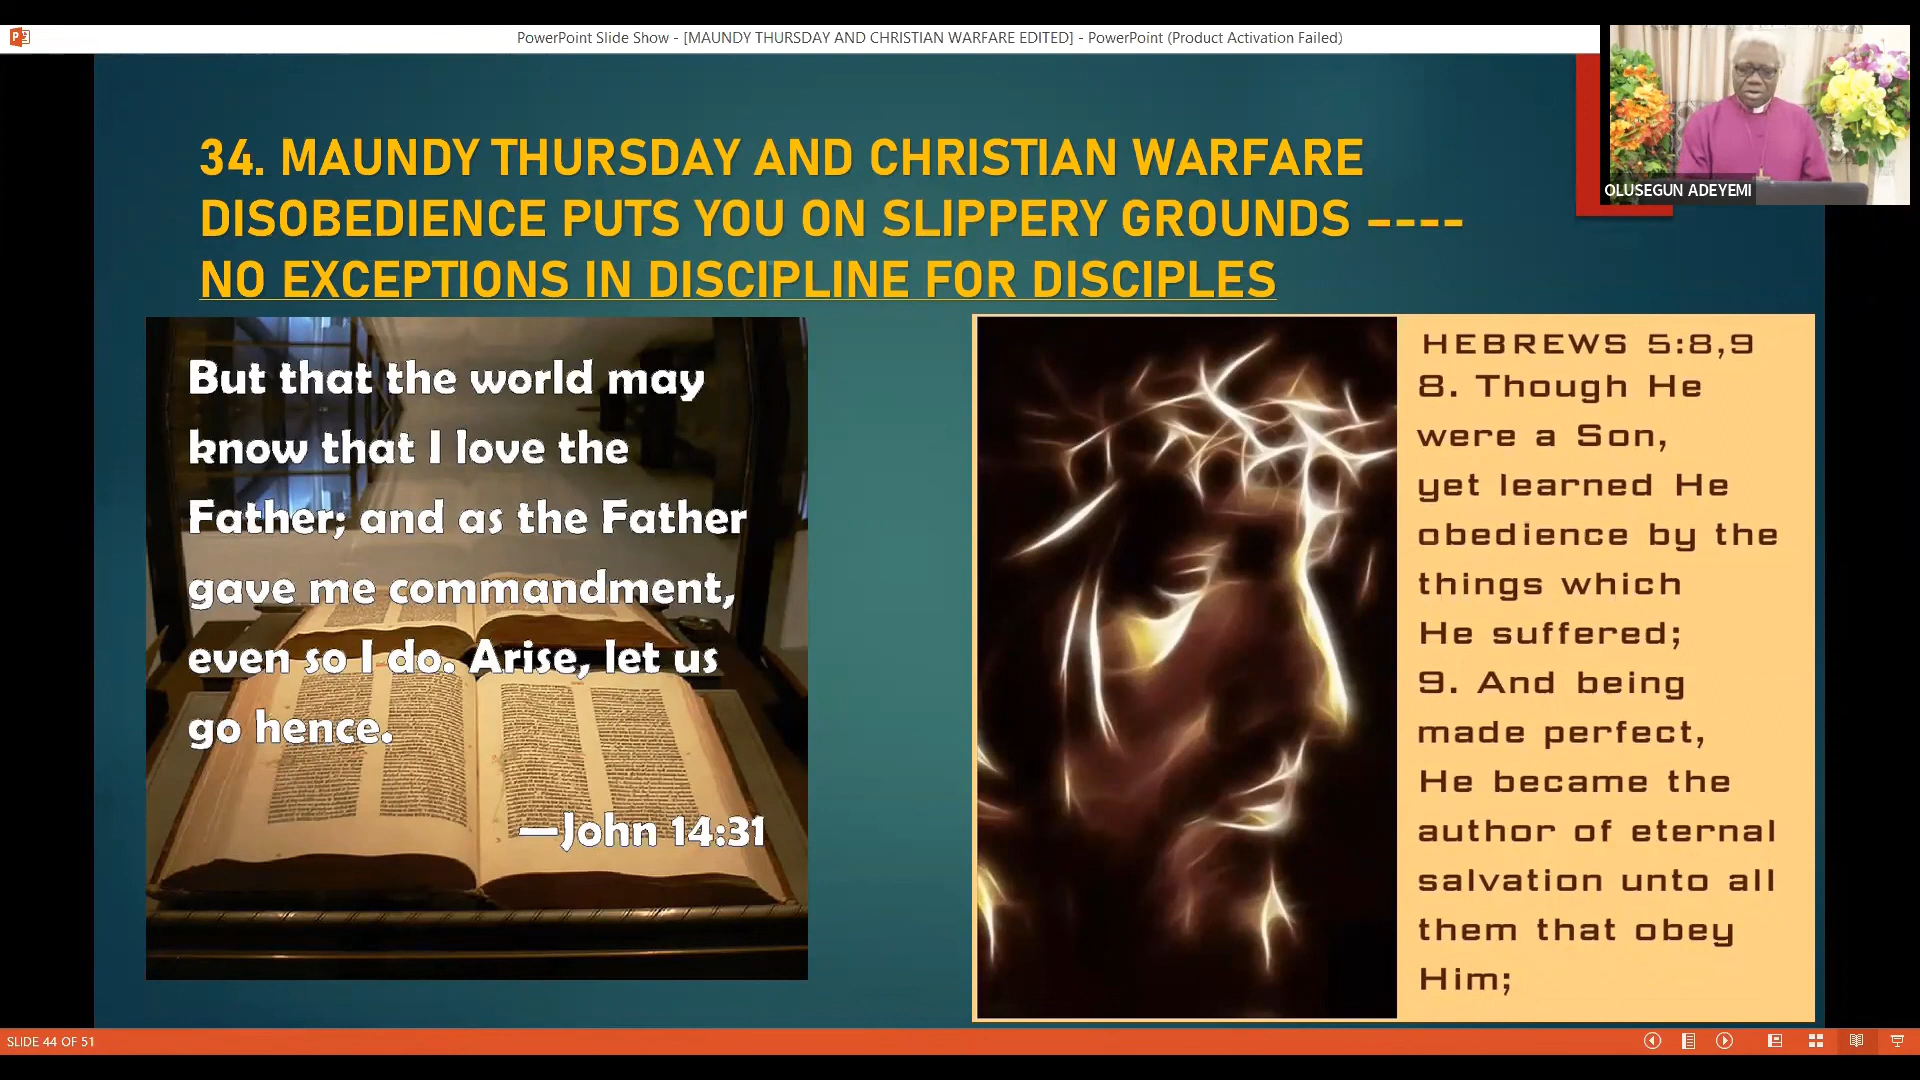 PowerPoint Slide Show - [MAUNDY THURSDAY AND CHRISTIAN WARFARE EDITED] - PowerPoint (Product Activation Failed)
OLUSEGUN ADEYEMI
34. MAUNDY THURSDAY AND CHRISTIAN WARFARE
DISOBEDIENCE PUTS YOU ON SLIPPERY GROUNDS ----
NO EXCEPTIONS IN DISCIPLINE FOR DISCIPLES
But that the world may
know that I love the
Father; and as the Father
gave me commandment,
even so I do. Arise, let us
go hence.
—John 14:31
HEBREWS 5:8,9
8. Though He
were a Son,
yet learned He
obedience by the
things which
He suffered;
9. And being
made perfect,
He became the
author of eternal
salvation unto all
them that obey
Him;
SLIDE 44 OF 51